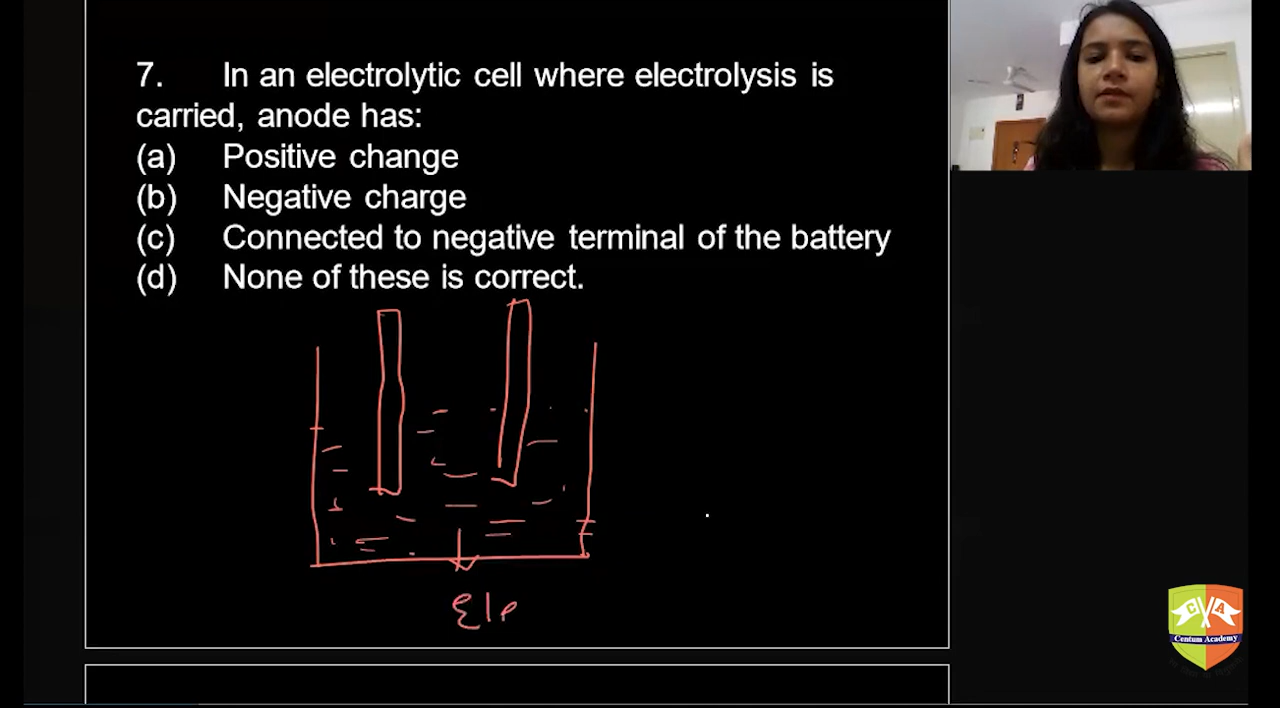 7. In an electrolytic cell where electrolysis is
carried, anode has:
(a) Positive change
(b) Negative charge
(c) Connected to negative terminal of the battery
(d) None of these is correct.
Ele
C A
Centum Academy